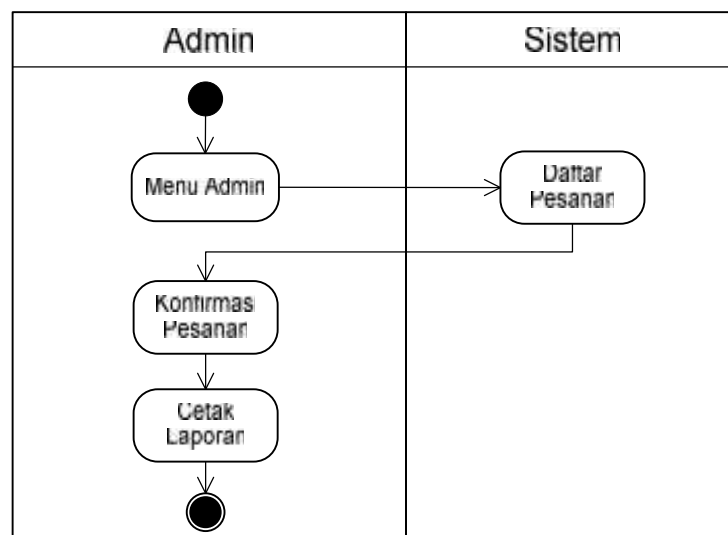 Admin
Sistem
Menu Admin
Daftar
Pesanan
Konfirmasi
Pesanan
Cetak
Laporan